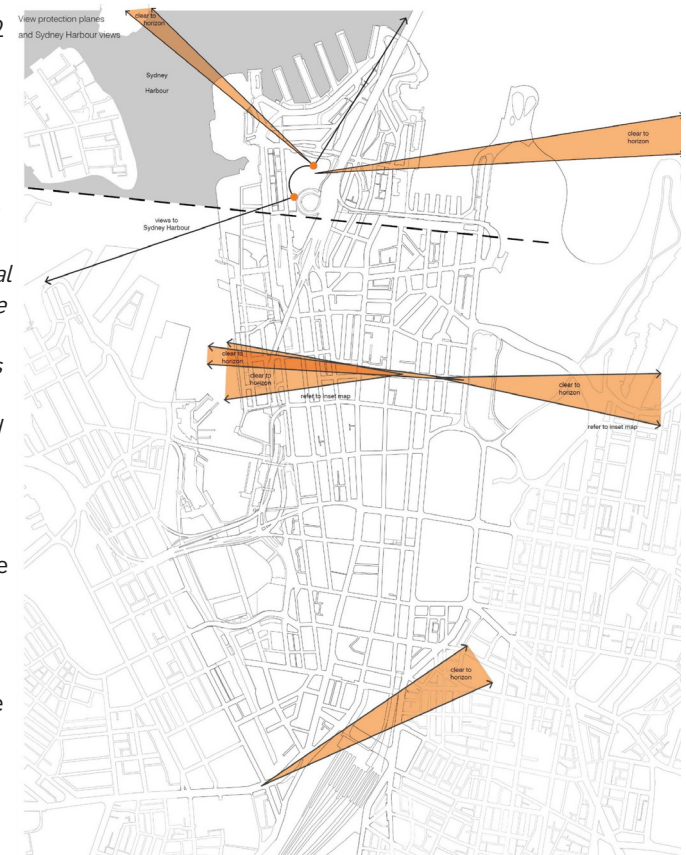 2
View protection planes
and Sydney Harbour views
clear to
horizon
Sydney
Harbour
clear to
horizon
views to
Sydney Harbour
al
e
s
clear to
horizon
clear to
horizon
refer to inset map
clear to
horizon
refer to inset map
e
e
clear to
horizon